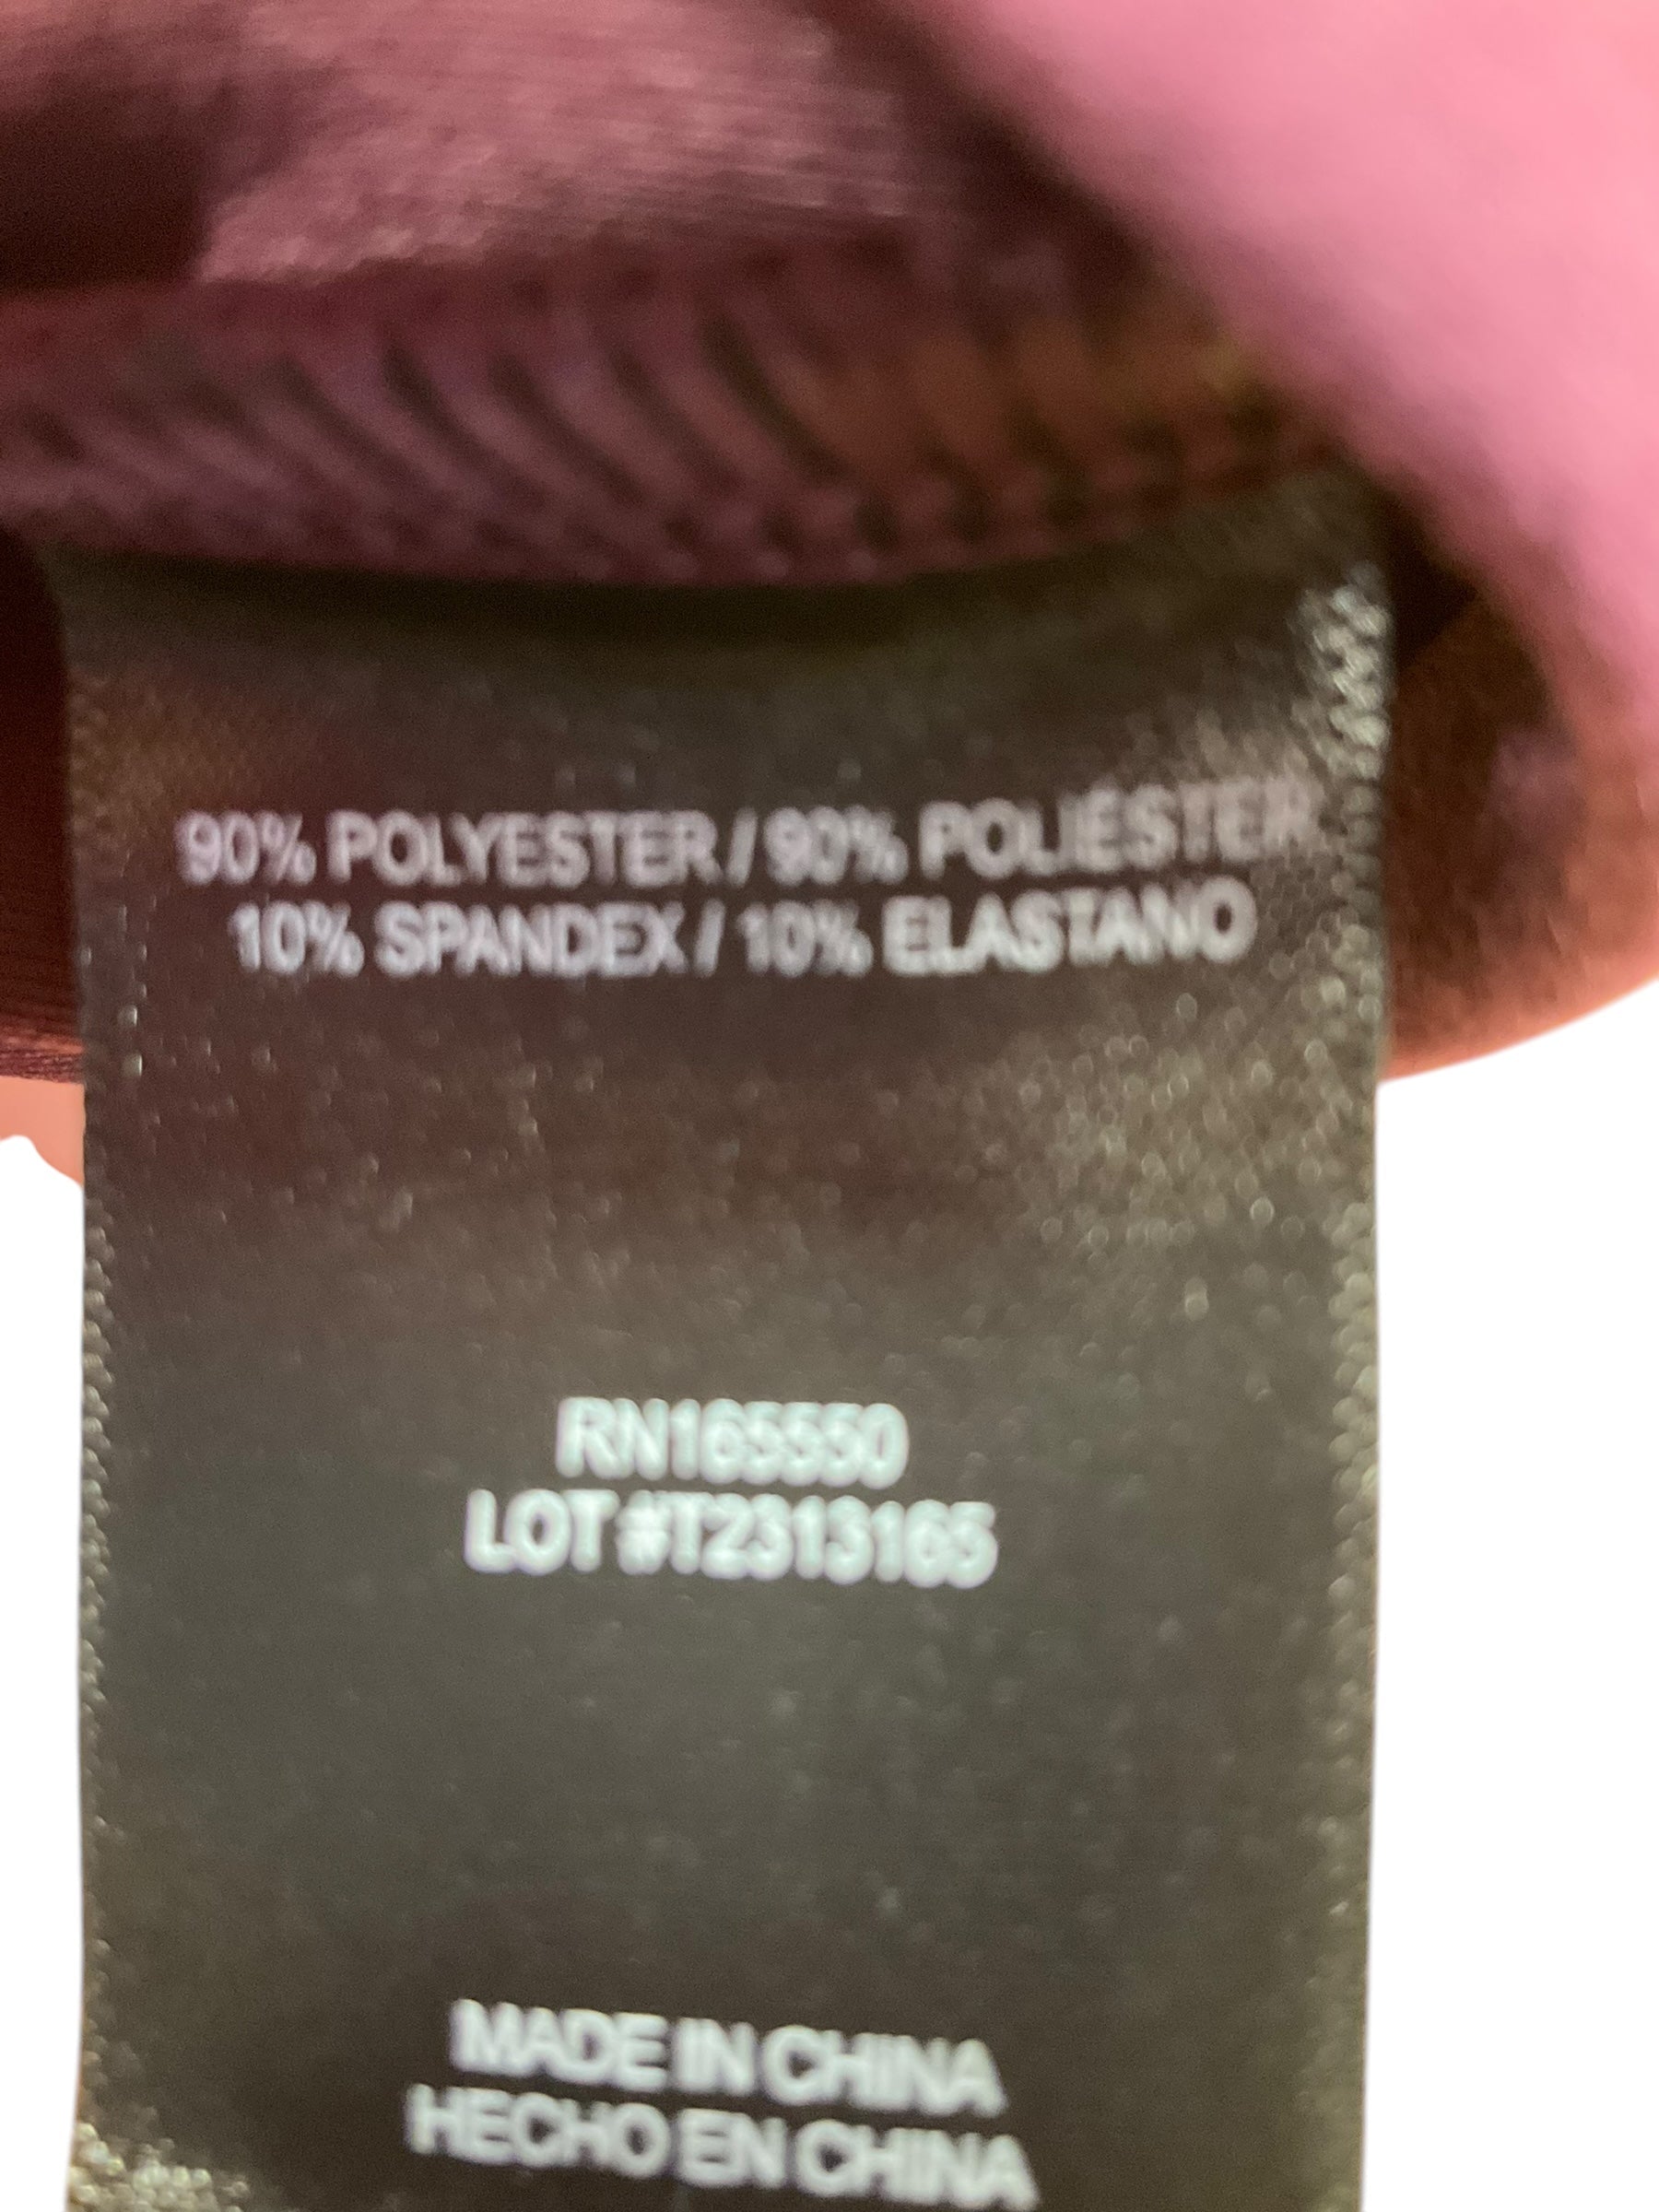 90% POLYESTER / 90% POLIESTER
10% SPANDEX / 10% ELASTANO
RN165550
LOT #T2313165
MADE IN CHINA
HECHO EN CHINA